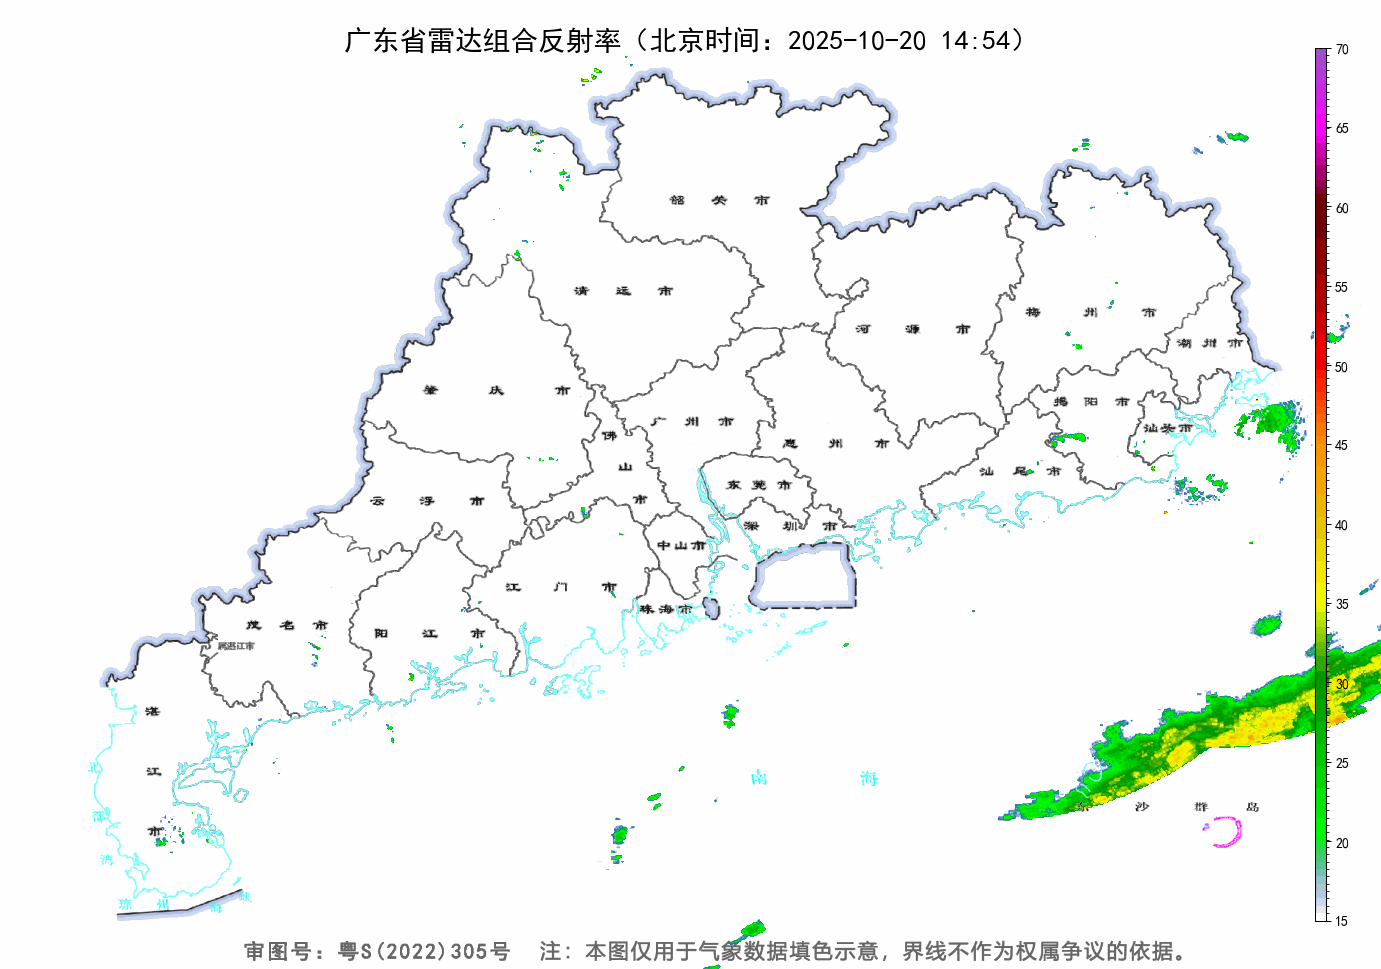 广东省雷达组合反射率（北京时间：2025-10-20 14:54）
70
65
60
55
50
45
40
35
30
25
20
15
韶关市
清远市
河源市
梅州市
潮州市
肇庆市
广州市
揭阳市
汕头市
佛山市
惠州市
汕尾市
云浮市
东莞市
深圳市
中山市
江门市
珠海市
茂名市
阳江市
属湛江市
湛江市
北部湾
南海
东沙群岛
琼州海峡
审图号：粤S(2022)305号 注：本图仅用于气象数据填色示意，界线不作为权属争议的依据。